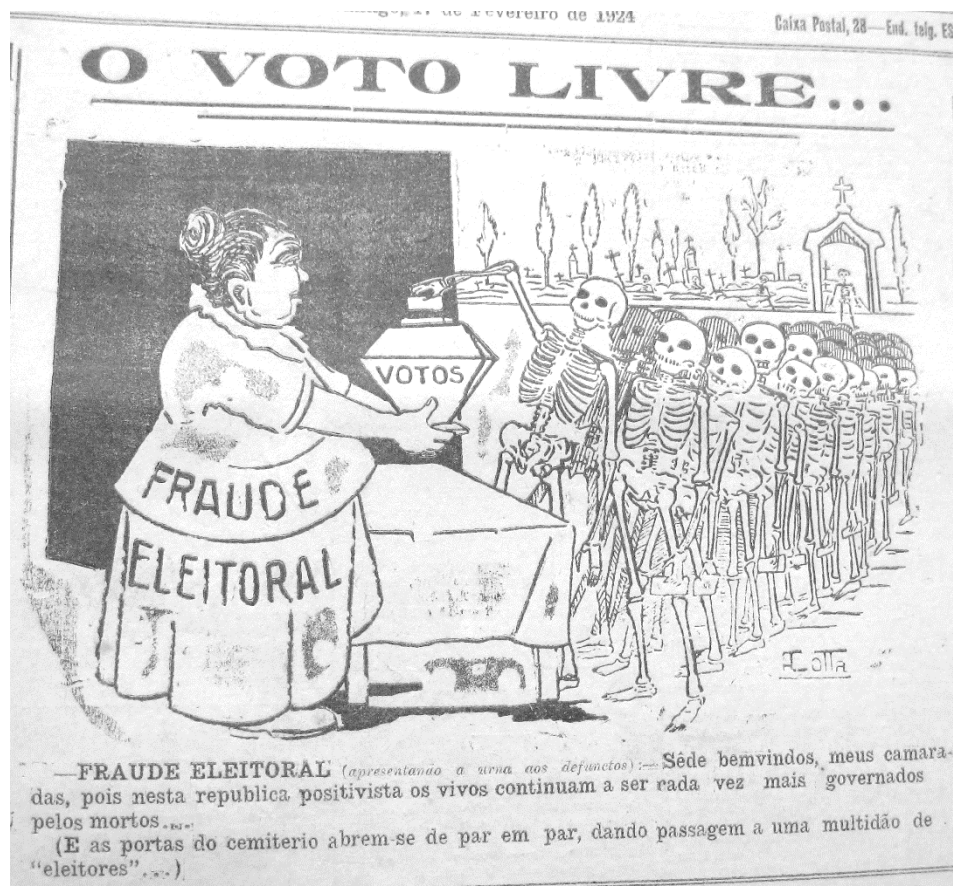 de Fevereiro de 1924
Caixa Postal, 28—End. telg. ES
O VOTO LIVRE...
VOTOS
FRAUDE
ELEITORAL
—FRAUDE ELEITORAL (apresentando a urna aos defunctos):— Sêde bemvindos, meus camara-
das, pois nesta republica positivista os vivos continuam a ser rada vez mais governados
pelos mortos....
(E as portas do cemiterio abrem-se de par em par, dando passagem a uma multidão de
"eleitores"....)